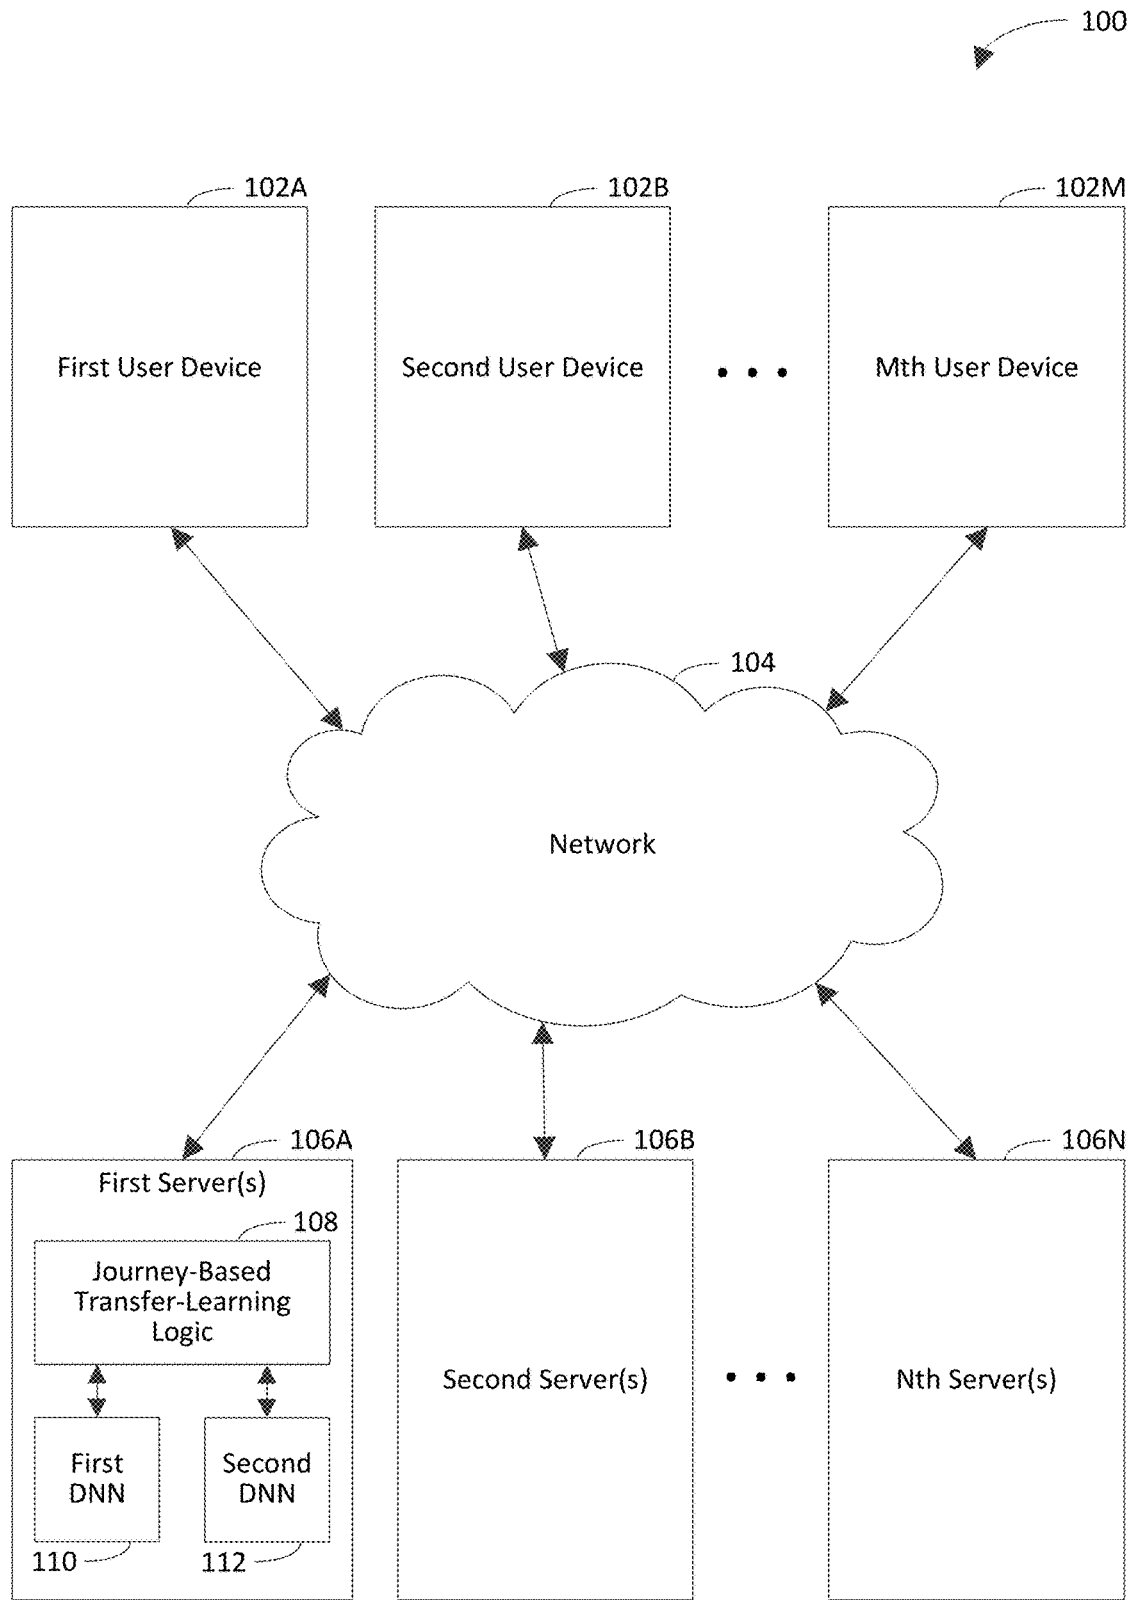 100
102A
102B
102M
First User Device
Second User Device
Mth User Device
104
Network
106A
106B
106N
First Server(s)
108
Journey-Based
Transfer-Learning
Logic
Second Server(s)
Nth Server(s)
First
DNN
Second
DNN
110
112